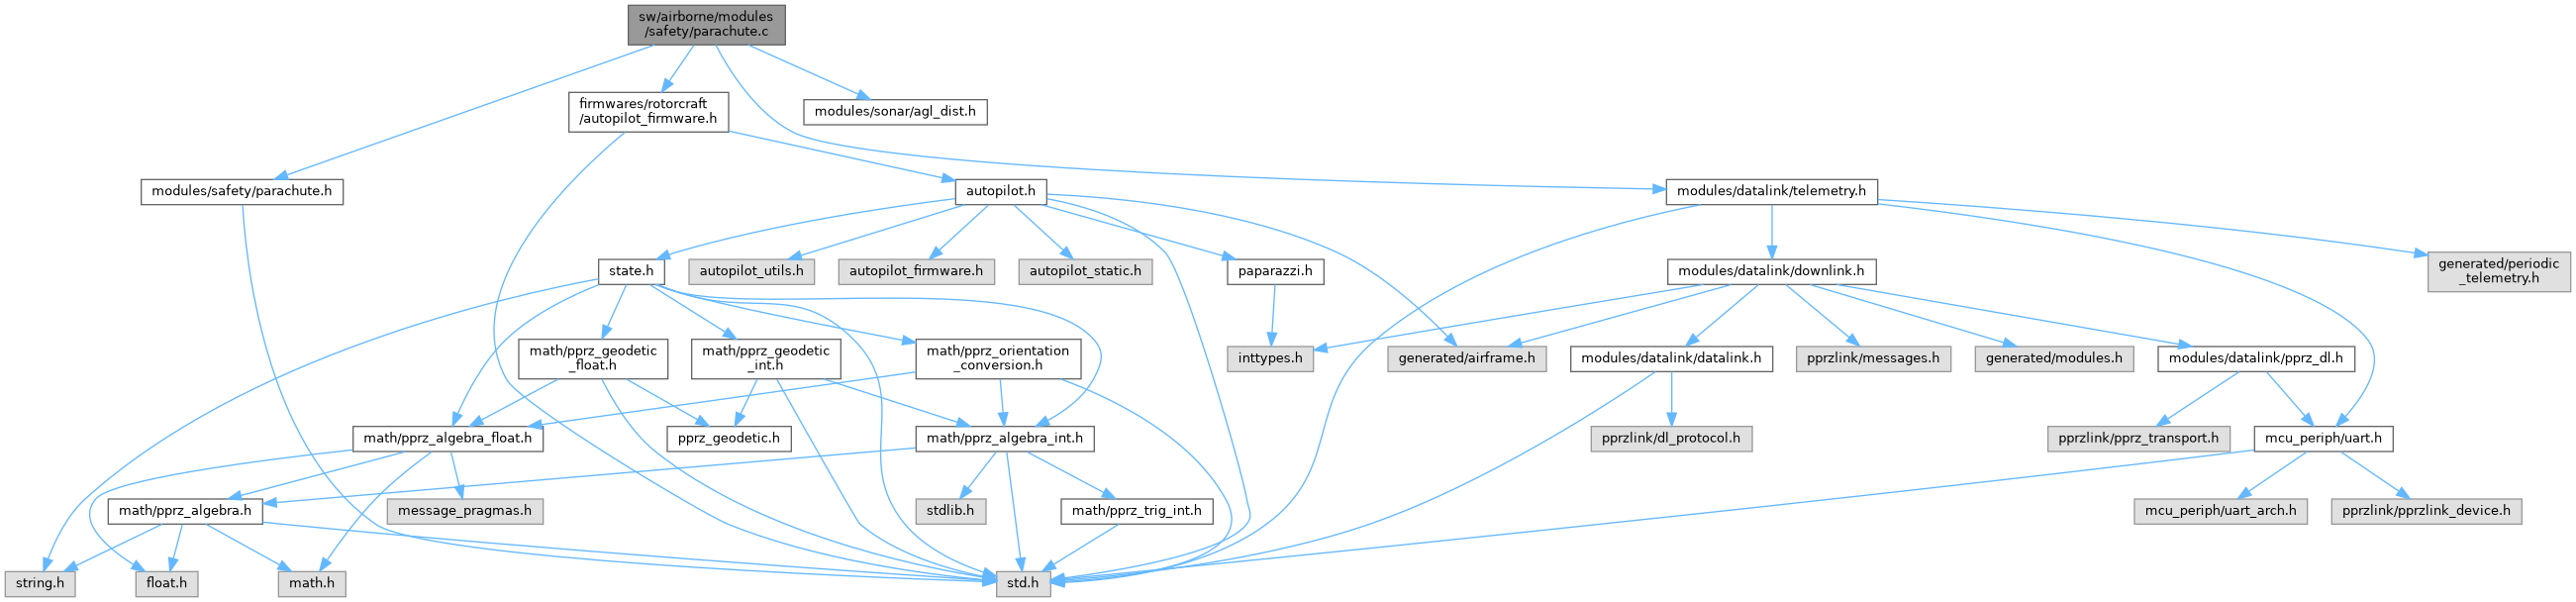 sw/airborne/modules
/safety/parachute.c
firmwares/rotorcraft
/autopilot_firmware.h
modules/sonar/agl_dist.h
modules/safety/parachute.h
autopilot.h
modules/datalink/telemetry.h
state.h
autopilot_utils.h
autopilot_firmware.h
autopilot_static.h
paparazzi.h
modules/datalink/downlink.h
generated/periodic
_telemetry.h
math/pprz_geodetic
_float.h
math/pprz_geodetic
_int.h
math/pprz_orientation
_conversion.h
inttypes.h
generated/airframe.h
modules/datalink/datalink.h
pprzlink/messages.h
generated/modules.h
modules/datalink/pprz_dl.h
math/pprz_algebra_float.h
pprz_geodetic.h
math/pprz_algebra_int.h
pprzlink/dl_protocol.h
pprzlink/pprz_transport.h
mcu_periph/uart.h
math/pprz_algebra.h
message_pragmas.h
stdlib.h
math/pprz_trig_int.h
mcu_periph/uart_arch.h
pprzlink/pprzlink_device.h
string.h
float.h
math.h
std.h